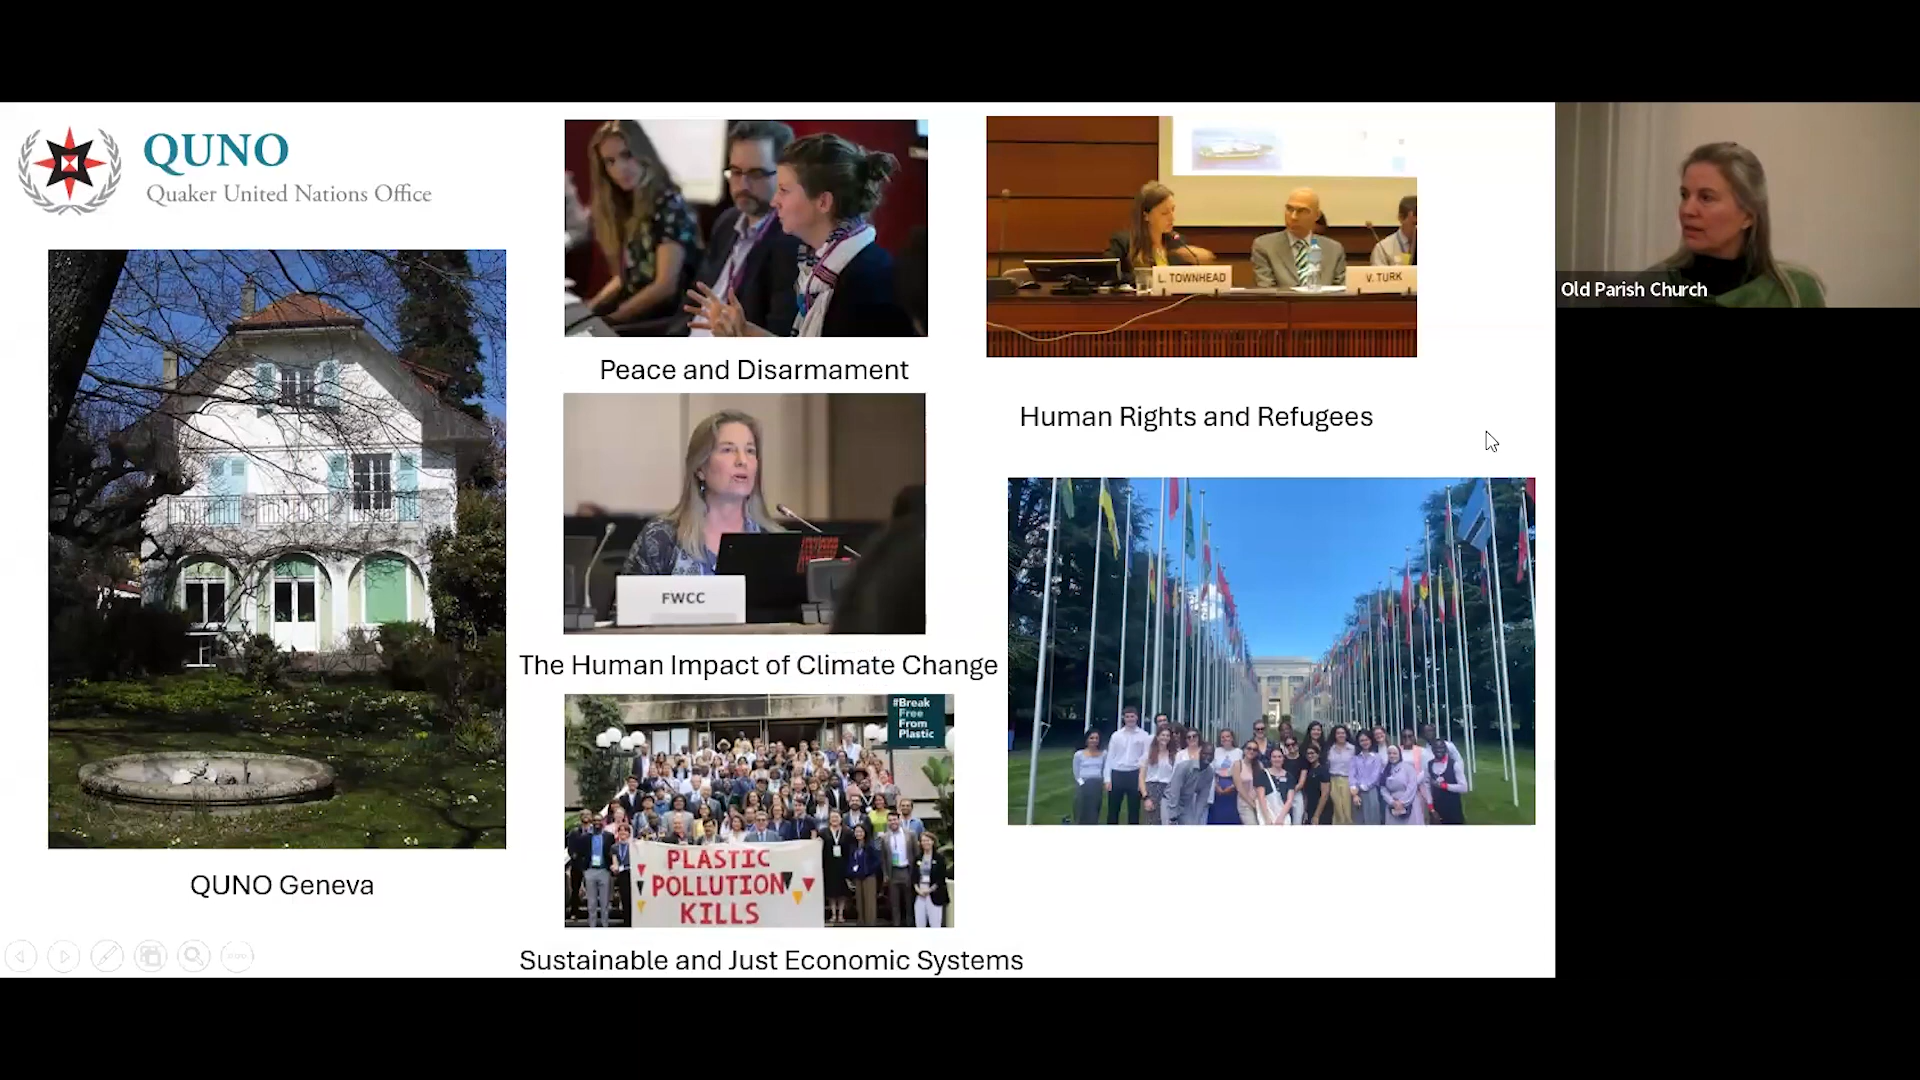 QUNO
Quaker United Nations Office
QUNO Geneva
Peace and Disarmament
FWCC
The Human Impact of Climate Change
#Break
Free
From
Plastic
PLASTIC
POLLUTION
KILLS
Sustainable and Just Economic Systems
L. TOWNHEAD
V. TURK
Human Rights and Refugees
Old Parish Church